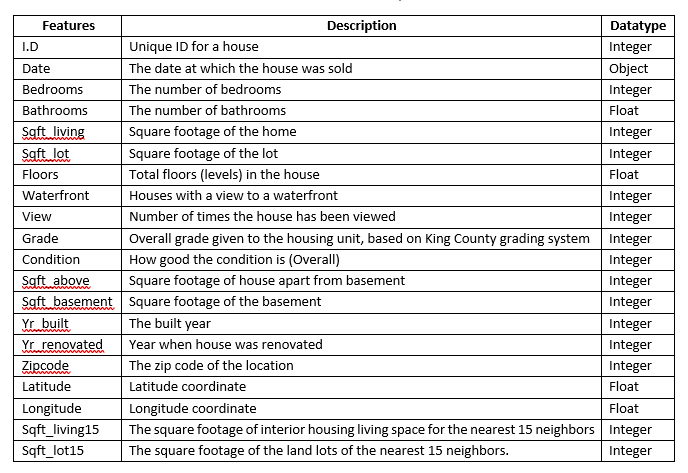 Features Description Datatype
I.D Unique ID for a house Integer
Date The date at which the house was sold Object
Bedrooms The number of bedrooms Integer
Bathrooms The number of bathrooms Float
Sqft_living Square footage of the home Integer
Sqft_lot Square footage of the lot Integer
Floors Total floors (levels) in the house Float
Waterfront Houses with a view to a waterfront Integer
View Number of times the house has been viewed Integer
Grade Overall grade given to the housing unit, based on King County grading system Integer
Condition How good the condition is (Overall) Integer
Sqft_above Square footage of house apart from basement Integer
Sqft_basement Square footage of the basement Integer
Yr_built The built year Integer
Yr_renovated Year when house was renovated Integer
Zipcode The zip code of the location Integer
Latitude Latitude coordinate Float
Longitude Longitude coordinate Float
Sqft_living15 The square footage of interior housing living space for the nearest 15 neighbors Integer
Sqft_lot15 The square footage of the land lots of the nearest 15 neighbors. Integer